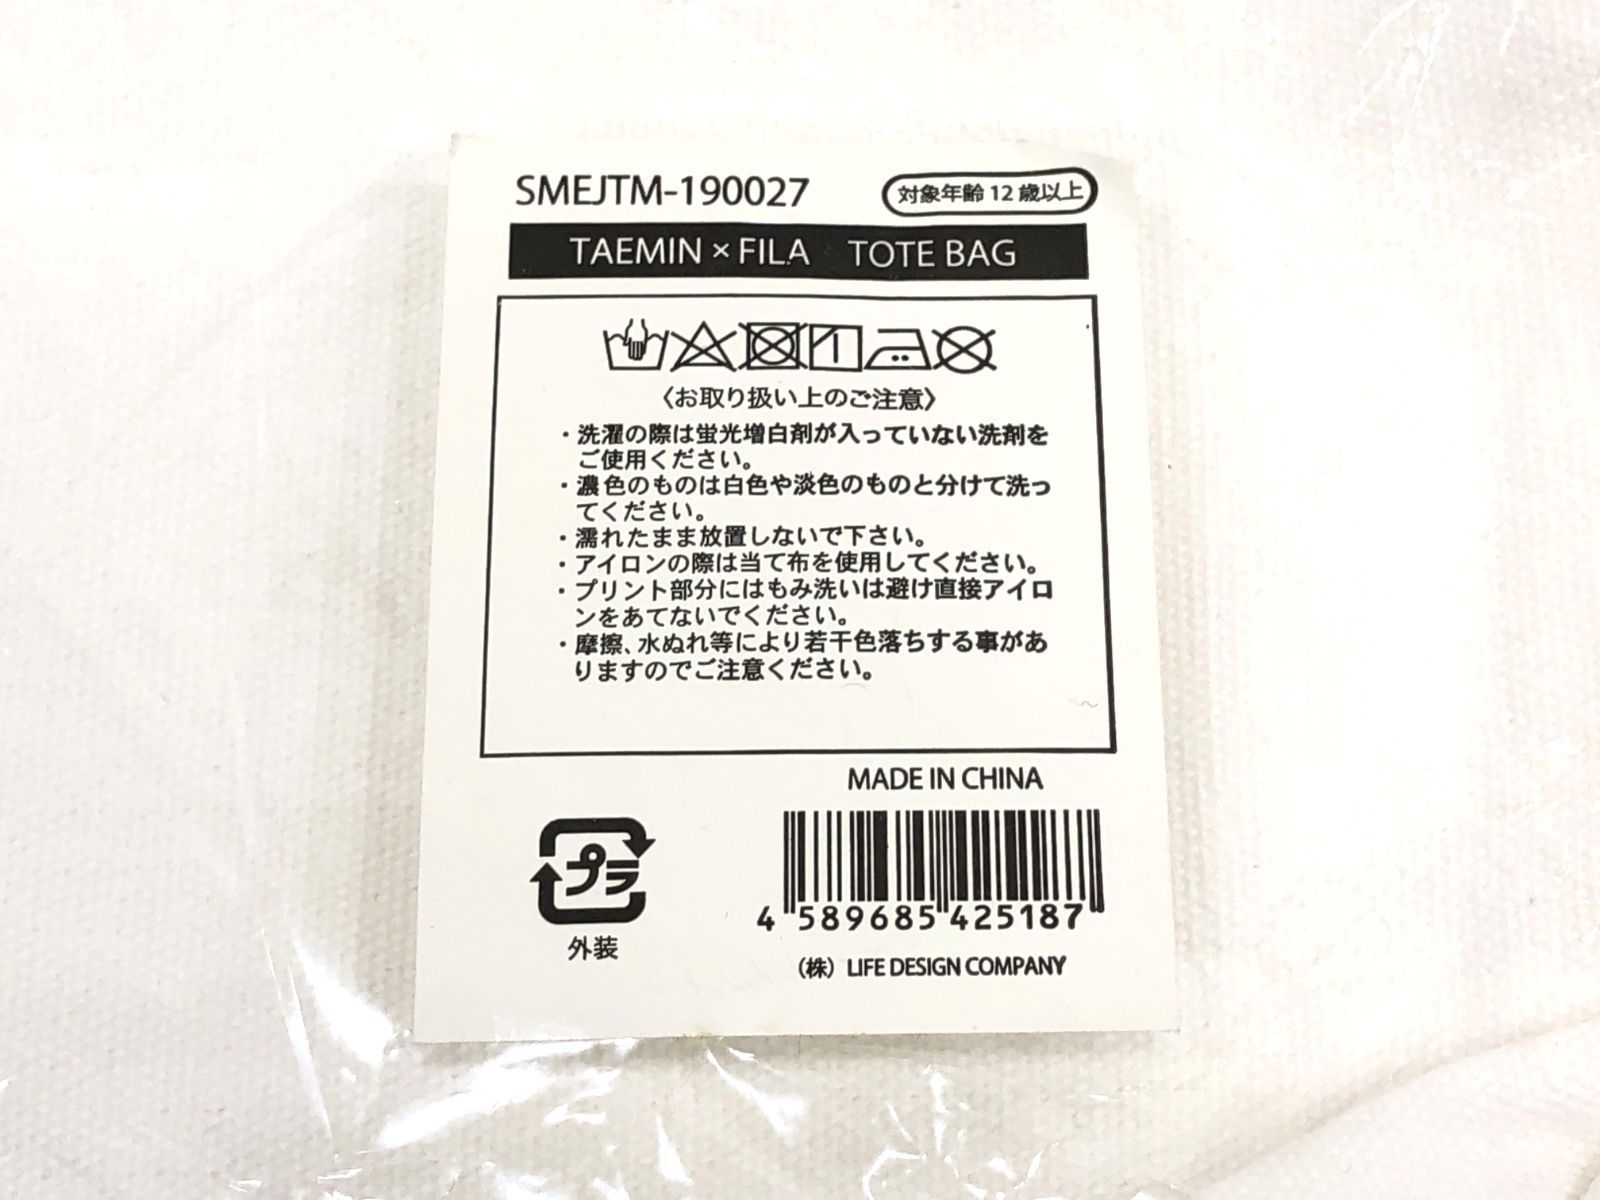 SMEJTM-190027
対象年齢12歳以上
TAEMIN×FILA TOTE BAG
〈お取り扱い上のご注意〉
・洗濯の際は蛍光増白剤が入っていない洗剤を
ご使用ください。
・濃色のものは白色や淡色のものと分けて洗っ
てください。
・濡れたまま放置しないで下さい。
・アイロンの際は当て布を使用してください。
・プリント部分にはもみ洗いは避け直接アイロ
ンをあてないでください。
・摩擦、水ぬれ等により若干色落ちする事があ
りますのでご注意ください。
MADE IN CHINA
プラ
外装
4 589685 425187
（株）LIFE DESIGN COMPANY